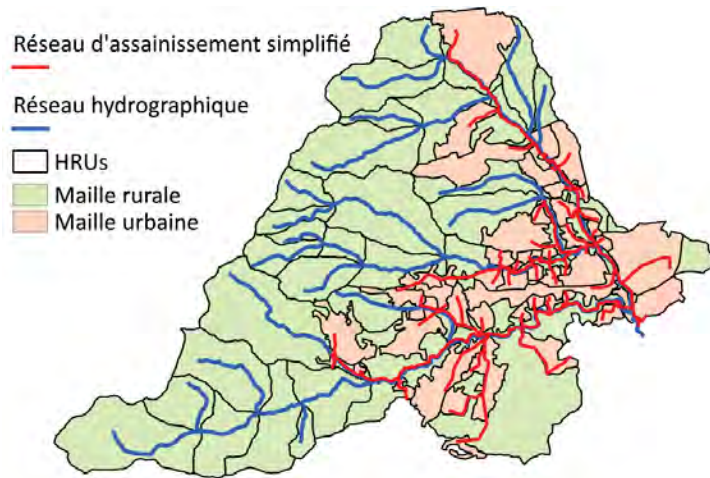 Réseau d'assainissement simplifié
Réseau hydrographique
HRUs
Maille rurale
Maille urbaine